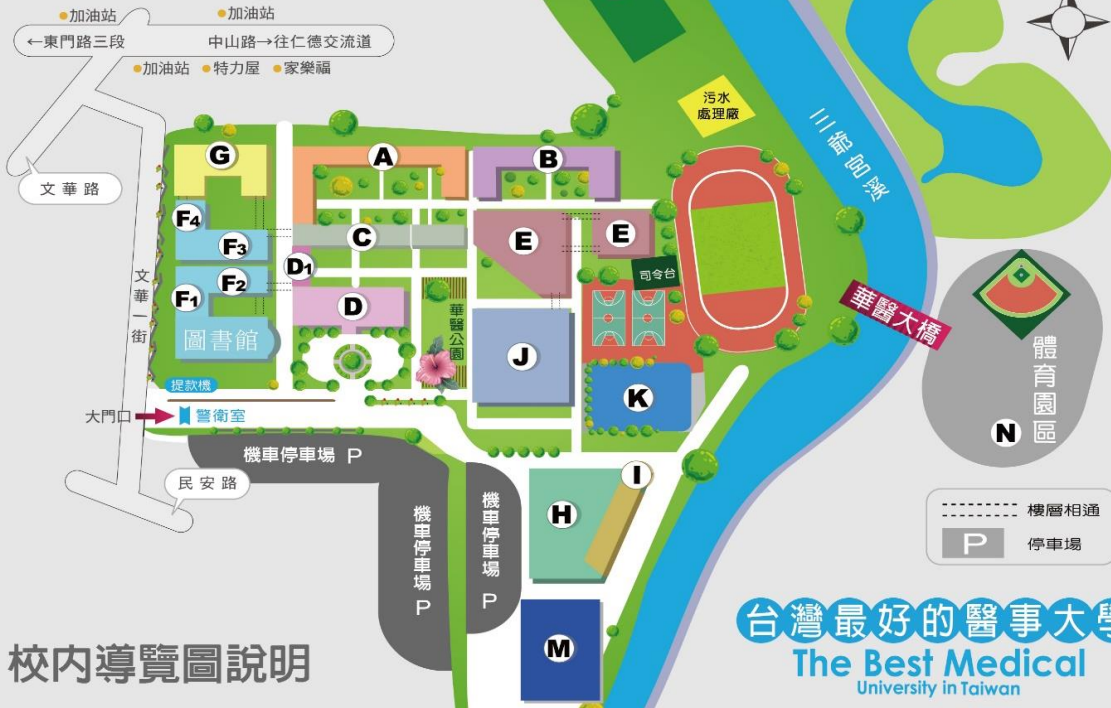 加油站
加油站
←東門路三段
中山路→往仁德交流道
加油站
特力屋
家樂福
文華路
文華一街
G
A
B
污水
處理廠
三爺宮溪
F4
F3
C
E
E
D1
F2
F1
圖書館
D
華醫公園
司令台
華醫大橋
J
K
體育園區
N
提款機
大門口
警衛室
機車停車場 P
民安路
機車停車場 P
機車停車場 P
H
I
M
樓層相通
P 停車場
校內導覽圖說明
台灣最好的醫事大學
The Best Medical
University in Taiwan